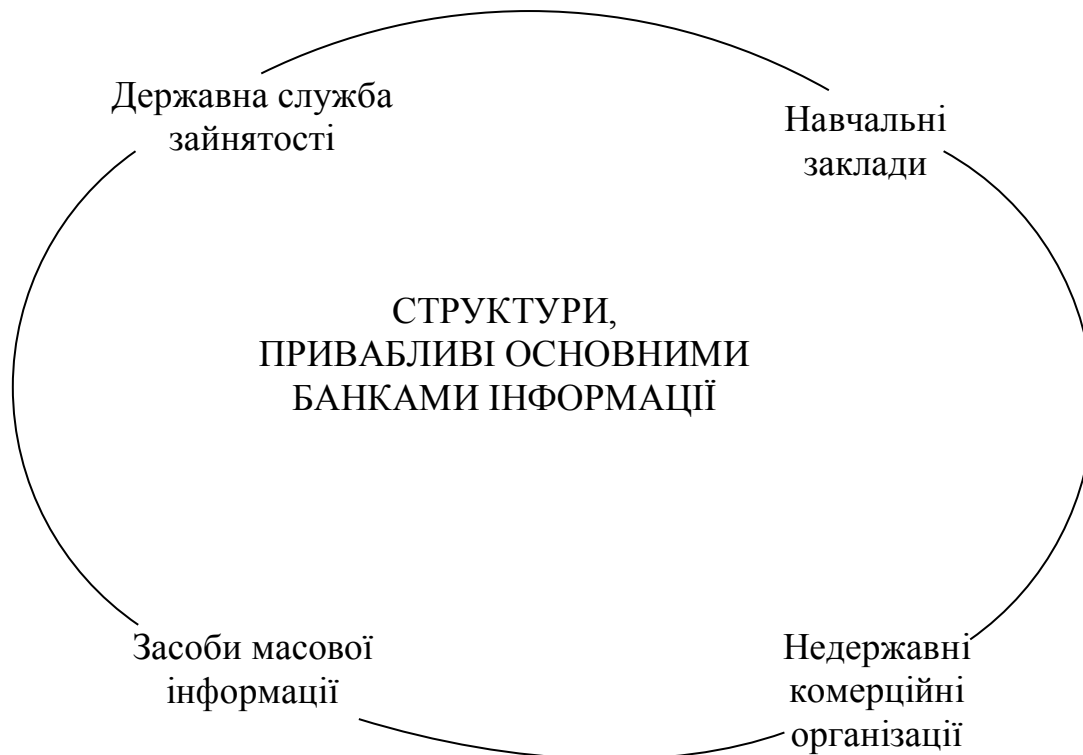 Державна служба
зайнятості
Навчальні
заклади
СТРУКТУРИ,
ПРИВАБЛИВІ ОСНОВНИМИ
БАНКАМИ ІНФОРМАЦІЇ
Засоби масової
інформації
Недержавні
комерційні
організації